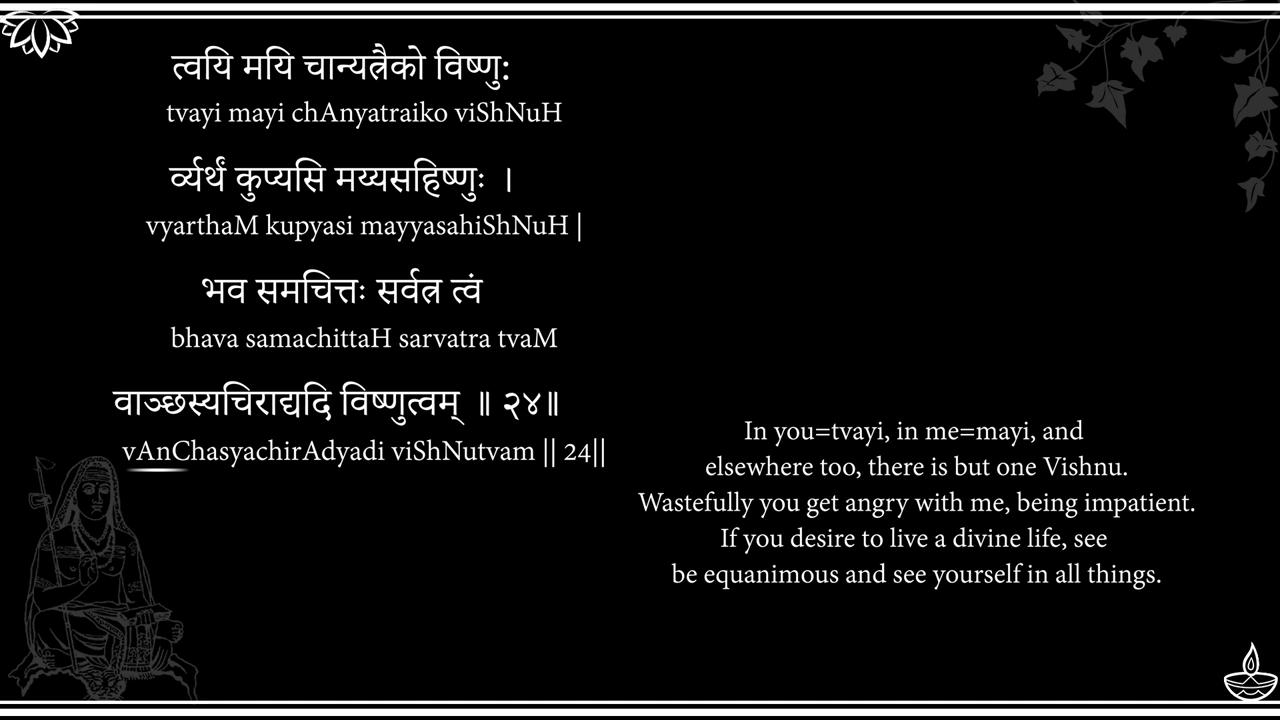 त्वयि मयि चान्यत्रैको विष्णु:
tvayi mayi chAnyatraiko viShNuH
र्व्यर्थं कुप्यसि मय्यसहिष्णुः ।
vyarthaM kupyasi mayyasahiShNuH |
भव समचित्तः सर्वत्र त्वं
bhava samachittaH sarvatra tvaM
वाञ्छस्यचिराद्यदि विष्णुत्वम् ॥ २४॥
vAnChasyachirAdyadi viShNutvam || 24||
In you=tvayi, in me=mayi, and
elsewhere too, there is but one Vishnu.
Wastefully you get angry with me, being impatient.
If you desire to live a divine life, see
be equanimous and see yourself in all things.